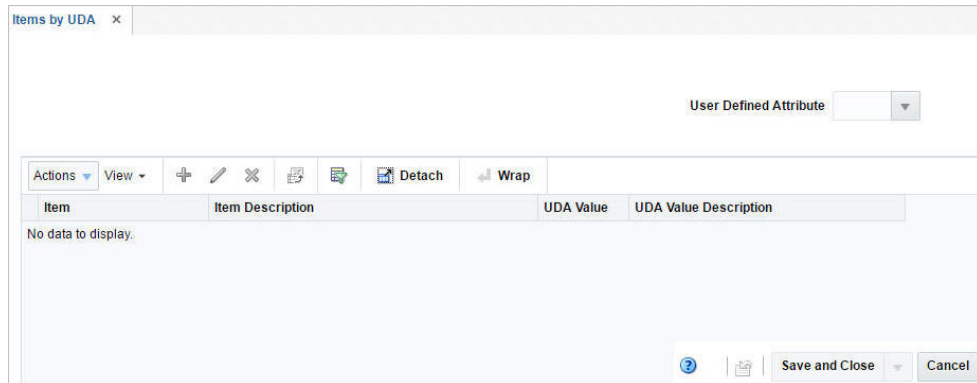 Items by UDA
User Defined Attribute
Actions View Detach Wrap
Item Item Description UDA Value UDA Value Description
No data to display.
Save and Close Cancel